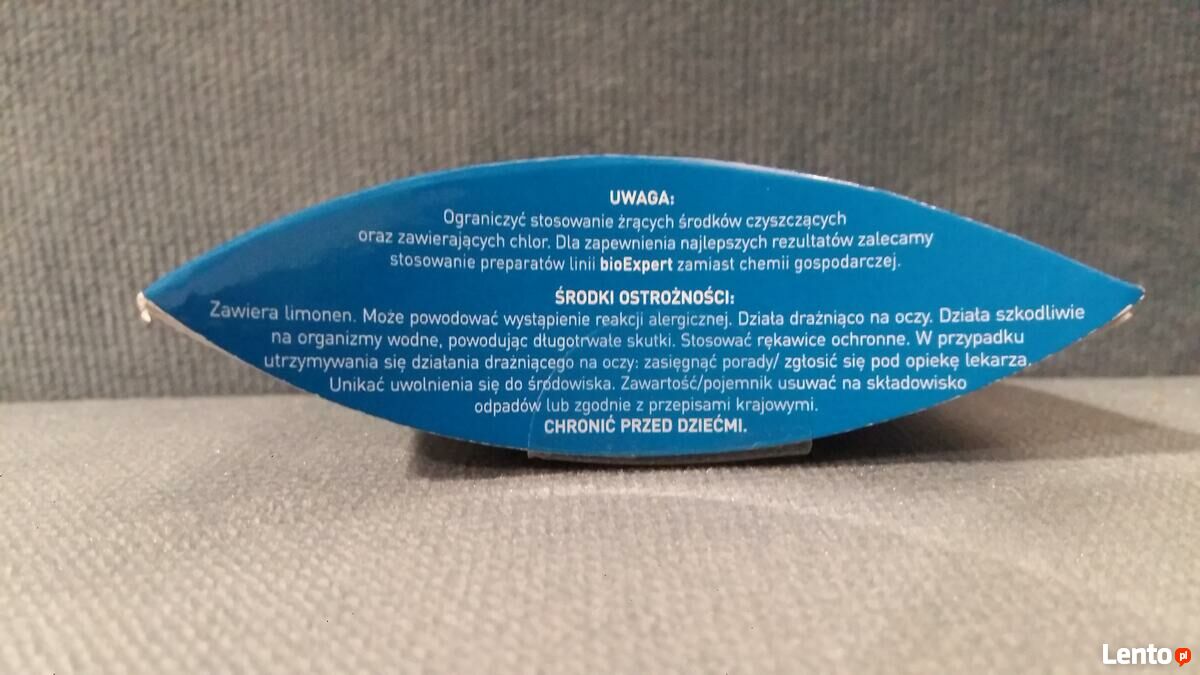 UWAGA:
Ograniczyć stosowanie żrących środków czyszczących
oraz zawierających chlor. Dla zapewnienia najlepszych rezultatów zalecamy
stosowanie preparatów linii bioExpert zamiast chemii gospodarczej.
ŚRODKI OSTROŻNOŚCI:
Zawiera limonen. Może powodować wystąpienie reakcji alergicznej. Działa drażniąco na oczy. Działa szkodliwie
na organizmy wodne, powodując długotrwałe skutki. Stosować rękawice ochronne. W przypadku
utrzymywania się działania drażniącego na oczy: zasięgnąć porady/ zgłosić się pod opiekę lekarza.
Unikać uwolnienia się do środowiska. Zawartość/pojemnik usuwać na składowisko
odpadów lub zgodnie z przepisami krajowymi.
CHRONIĆ PRZED DZIEĆMI.
Lento pl